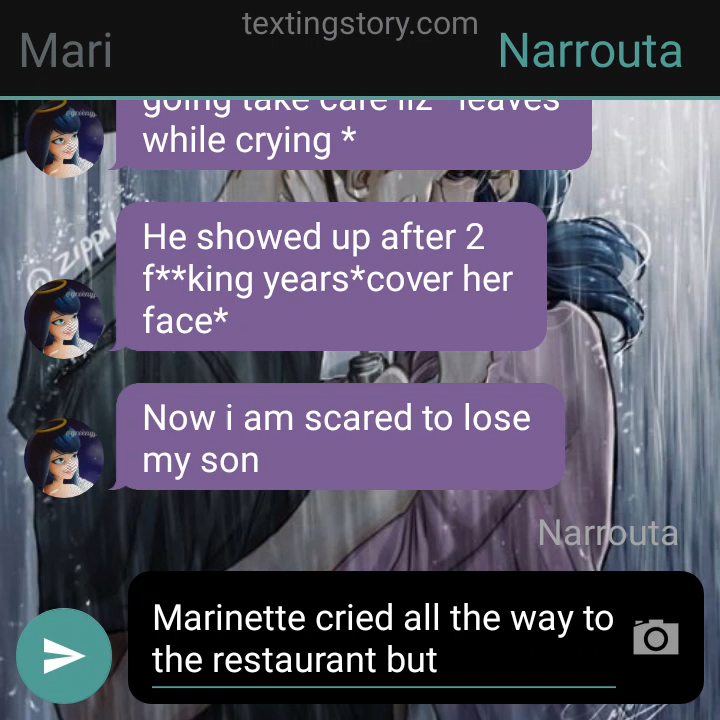 textingstory.com
Mari
Narrouta
going take care liz *leaves
while crying *
He showed up after 2
f**king years*cover her
face*
Now i am scared to lose
my son
Narrouta
Marinette cried all the way to
the restaurant but
@ZIPPI